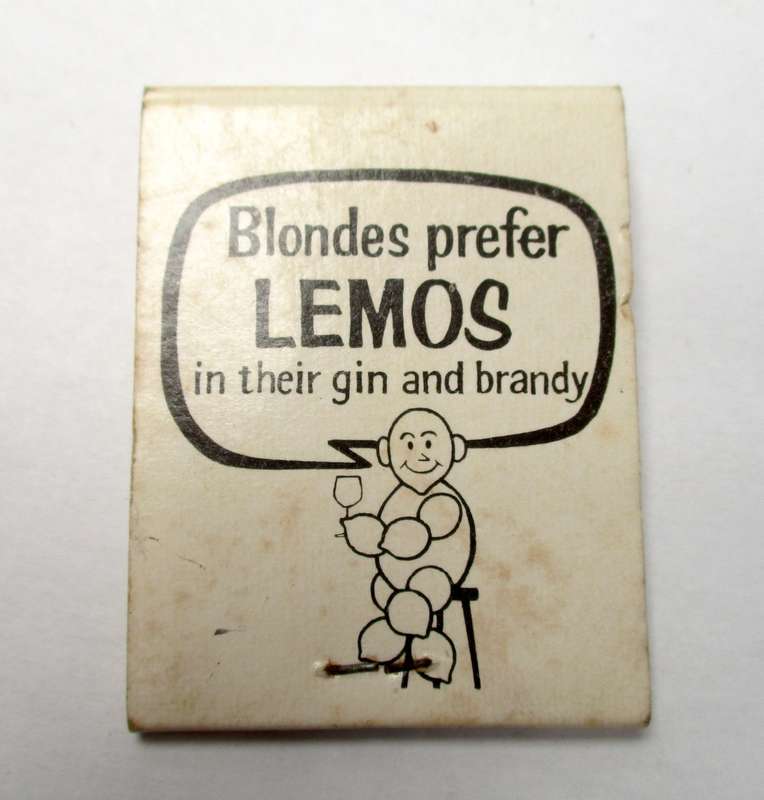 Blondes prefer
LEMOS
in their gin and brandy